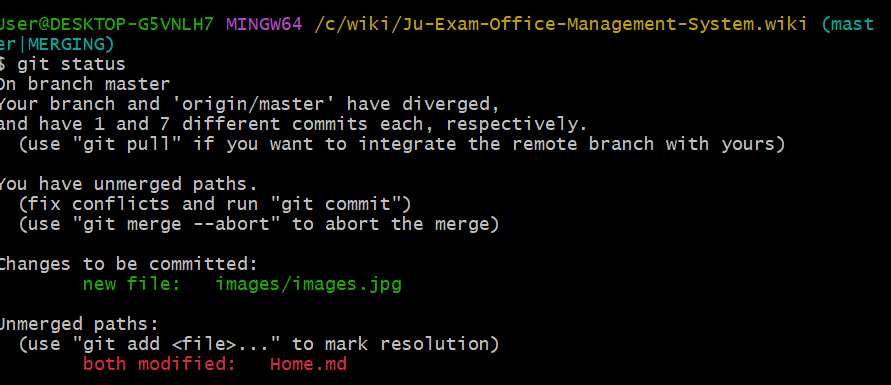 User@DESKTOP-G5VNLH7 MINGW64 /c/wiki/Ju-Exam-Office-Management-System.wiki (mast
er|MERGING)
$ git status
On branch master
Your branch and 'origin/master' have diverged,
and have 1 and 7 different commits each, respectively.
  (use "git pull" if you want to integrate the remote branch with yours)

You have unmerged paths.
  (fix conflicts and run "git commit")
  (use "git merge --abort" to abort the merge)

Changes to be committed:
        new file:   images/images.jpg

Unmerged paths:
  (use "git add <file>..." to mark resolution)
        both modified:   Home.md